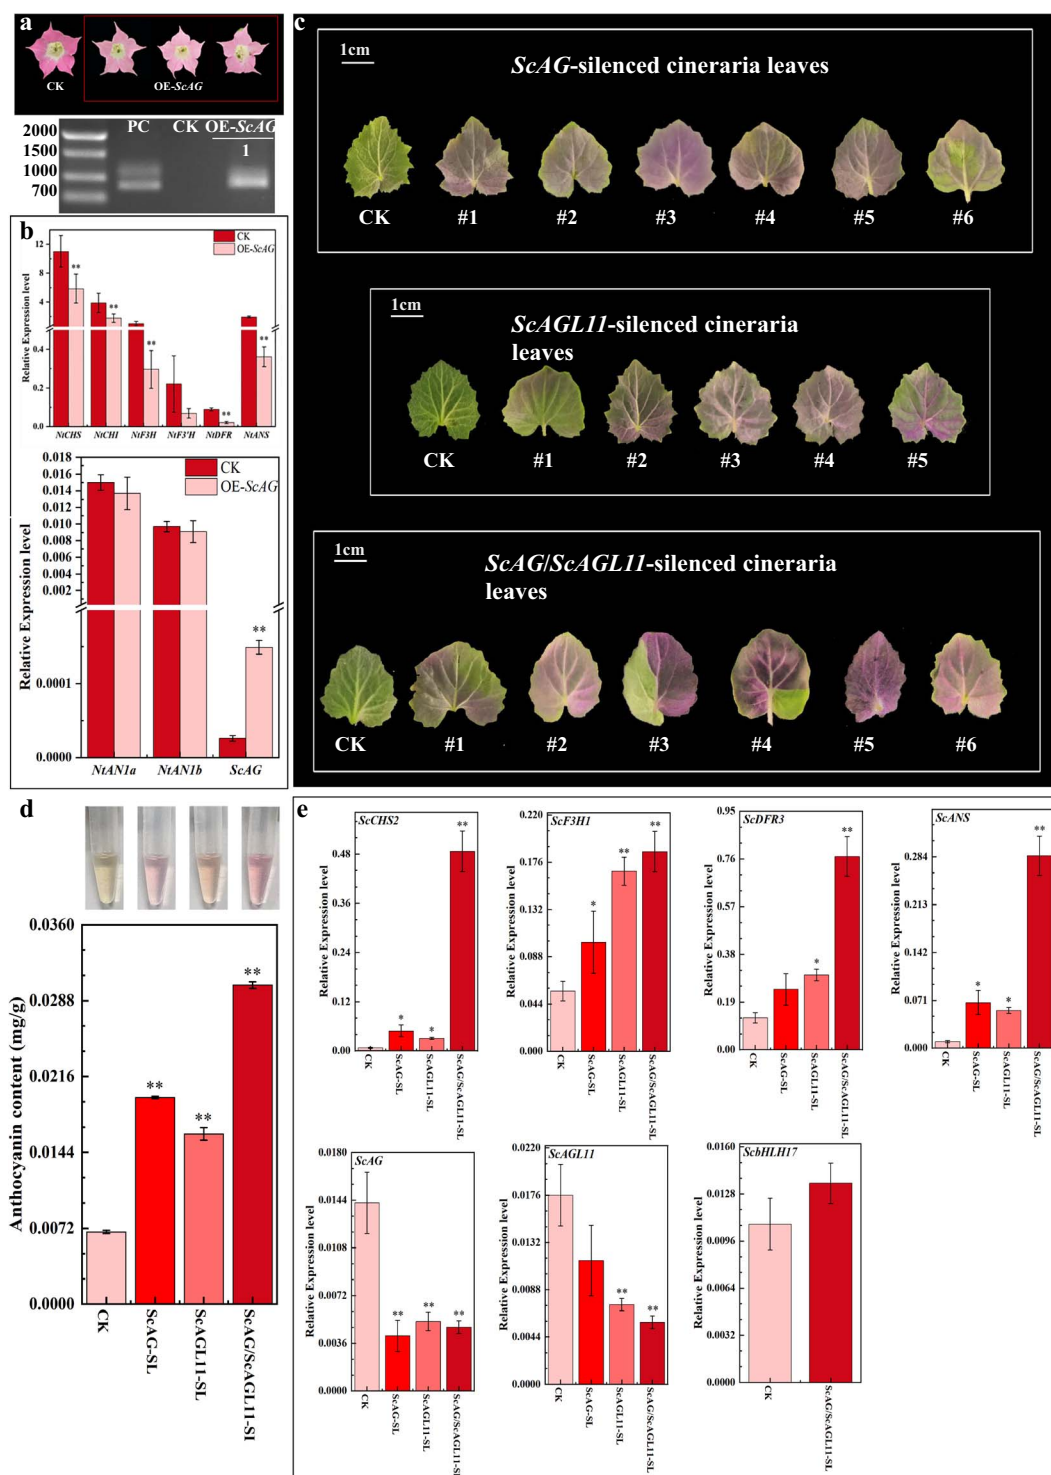 a
CK
OE-ScAG
2000
1500
1000
700
PC CK OE-ScAG
1
b
CK
OE-ScAG
Relative Expression level
12
8
4
0.4
0.2
0.0
NtCHS NtCHI NtF3H NtF3'H NtDFR NtANS
** ** ** ** **
CK
OE-ScAG
Relative Expression level
0.018
0.016
0.014
0.012
0.010
0.008
0.006
0.004
0.002
0.0001
0.0000
**
NtAN1a NtAN1b ScAG
c
1cm
ScAG-silenced cineraria leaves
CK #1 #2 #3 #4 #5 #6
1cm
ScAGL11-silenced cineraria
leaves
CK #1 #2 #3 #4 #5
1cm
ScAG/ScAGL11-silenced cineraria
leaves
CK #1 #2 #3 #4 #5 #6
d
Anthocyanin content (mg/g)
0.0360
0.0288
0.0216
0.0144
0.0072
0.0000
** ** **
CK
ScAG-SL
ScAGL11-SL
ScAG/ScAGL11-Sl
e
ScCHS2
Relative Expression level
0.48
0.36
0.24
0.12
0.00
* * **
CK
ScAG-SL
ScAGL11-SL
ScAG/ScAGL11-SL
ScF3H1
Relative Expression level
0.220
0.176
0.132
0.088
0.044
0.000
* ** **
CK
ScAG-SL
ScAGL11-SL
ScAG/ScAGL11-SL
ScDFR3
Relative Expression level
0.95
0.76
0.57
0.38
0.19
0.00
* **
CK
ScAG-SL
ScAGL11-SL
ScAG/ScAGL11-SL
ScANS
Relative Expression level
0.284
0.213
0.142
0.071
0.000
* * **
CK
ScAG-SL
ScAGL11-SL
ScAG/ScAGL11-SL
ScAG
Relative Expression level
0.0180
0.0144
0.0108
0.0072
0.0036
0.0000
** ** **
CK
ScAG-SL
ScAGL11-SL
ScAG/ScAGL11-SL
ScAGL11
Relative Expression level
0.0220
0.0176
0.0132
0.0088
0.0044
0.0000
** **
CK
ScAG-SL
ScAGL11-SL
ScAG/ScAGL11-SL
ScbHLH17
Relative Expression level
0.0160
0.0128
0.0096
0.0064
0.0032
0.0000
CK
ScAG/ScAGL11-SL